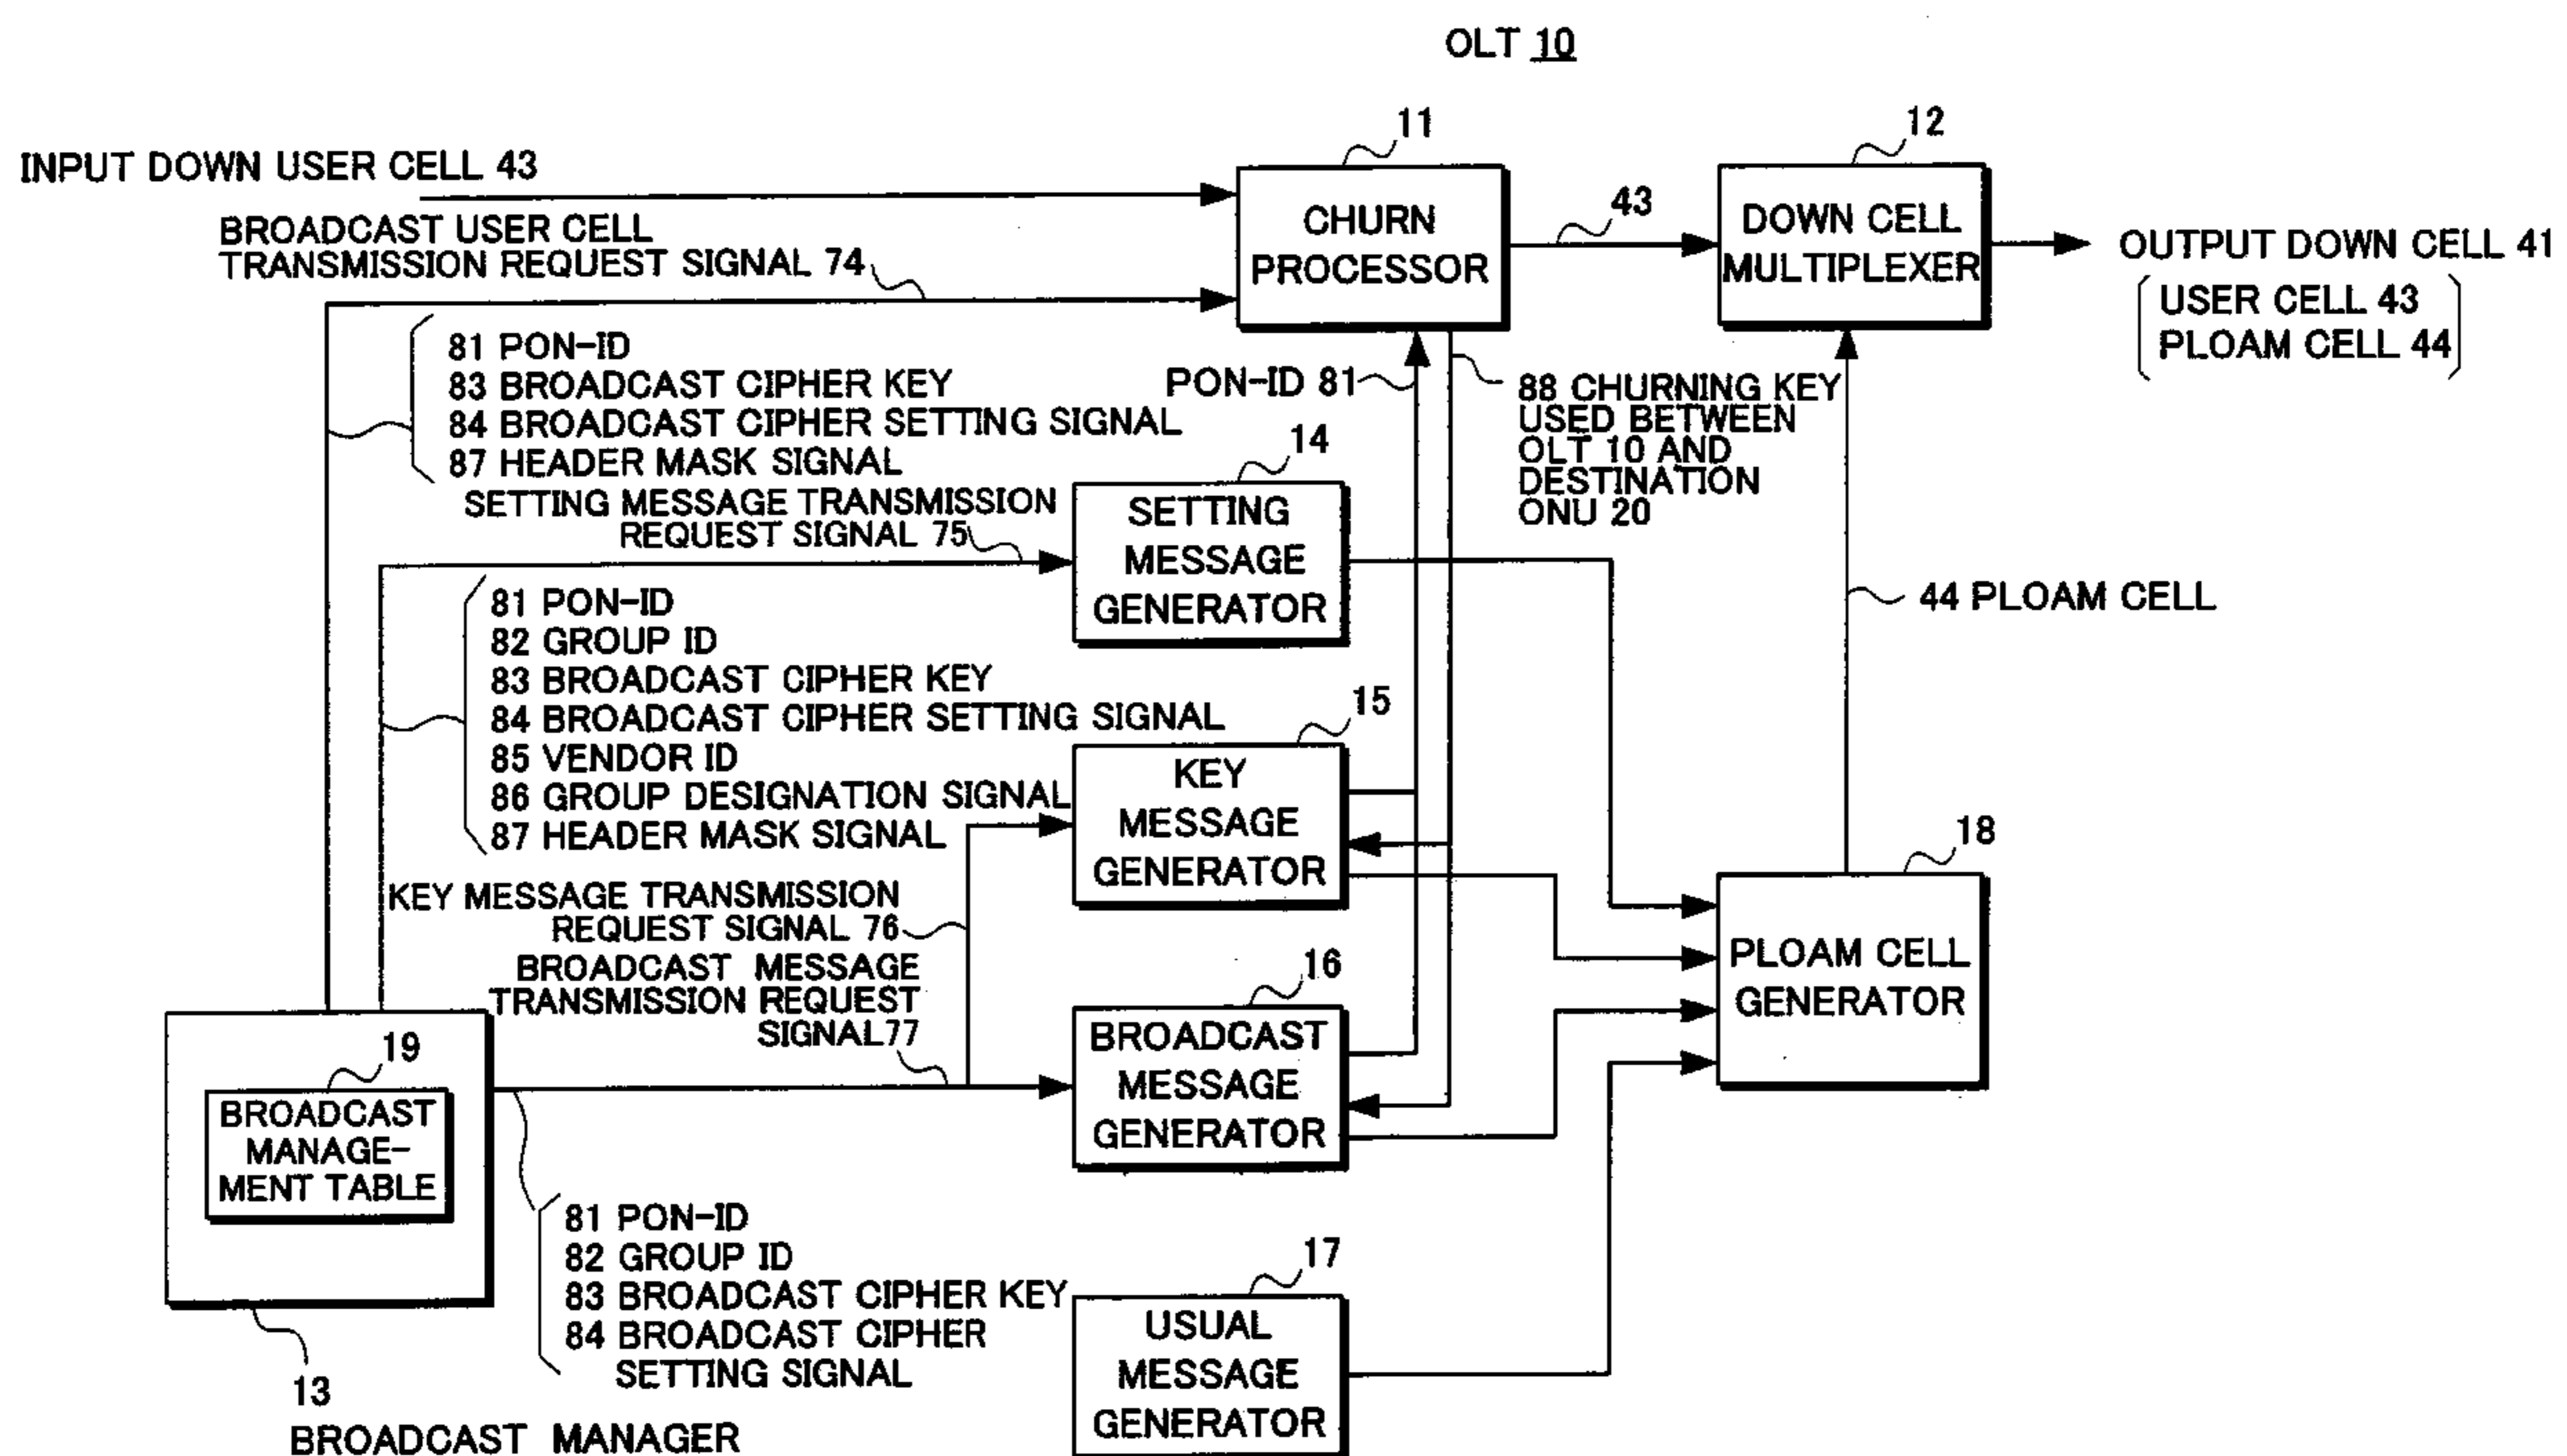 OLT 10
11
12
INPUT DOWN USER CELL 43
BROADCAST USER CELL
TRANSMISSION REQUEST SIGNAL 74
CHURN
PROCESSOR
43
DOWN CELL
MULTIPLEXER
OUTPUT DOWN CELL 41
USER CELL 43
PLOAM CELL 44
81 PON-ID
83 BROADCAST CIPHER KEY
84 BROADCAST CIPHER SETTING SIGNAL
87 HEADER MASK SIGNAL
PON-ID 81
88 CHURNING KEY
USED BETWEEN
OLT 10 AND
DESTINATION
ONU 20
SETTING MESSAGE TRANSMISSION
REQUEST SIGNAL 75
14
SETTING
MESSAGE
GENERATOR
44 PLOAM CELL
81 PON-ID
82 GROUP ID
83 BROADCAST CIPHER KEY
84 BROADCAST CIPHER SETTING SIGNAL
85 VENDOR ID
86 GROUP DESIGNATION SIGNAL
87 HEADER MASK SIGNAL
15
KEY
MESSAGE
GENERATOR
KEY MESSAGE TRANSMISSION
REQUEST SIGNAL 76
BROADCAST MESSAGE
TRANSMISSION REQUEST
SIGNAL77
16
BROADCAST
MESSAGE
GENERATOR
18
PLOAM CELL
GENERATOR
19
BROADCAST
MANAGE-
MENT TABLE
81 PON-ID
82 GROUP ID
83 BROADCAST CIPHER KEY
84 BROADCAST CIPHER
SETTING SIGNAL
17
USUAL
MESSAGE
GENERATOR
13
BROADCAST MANAGER